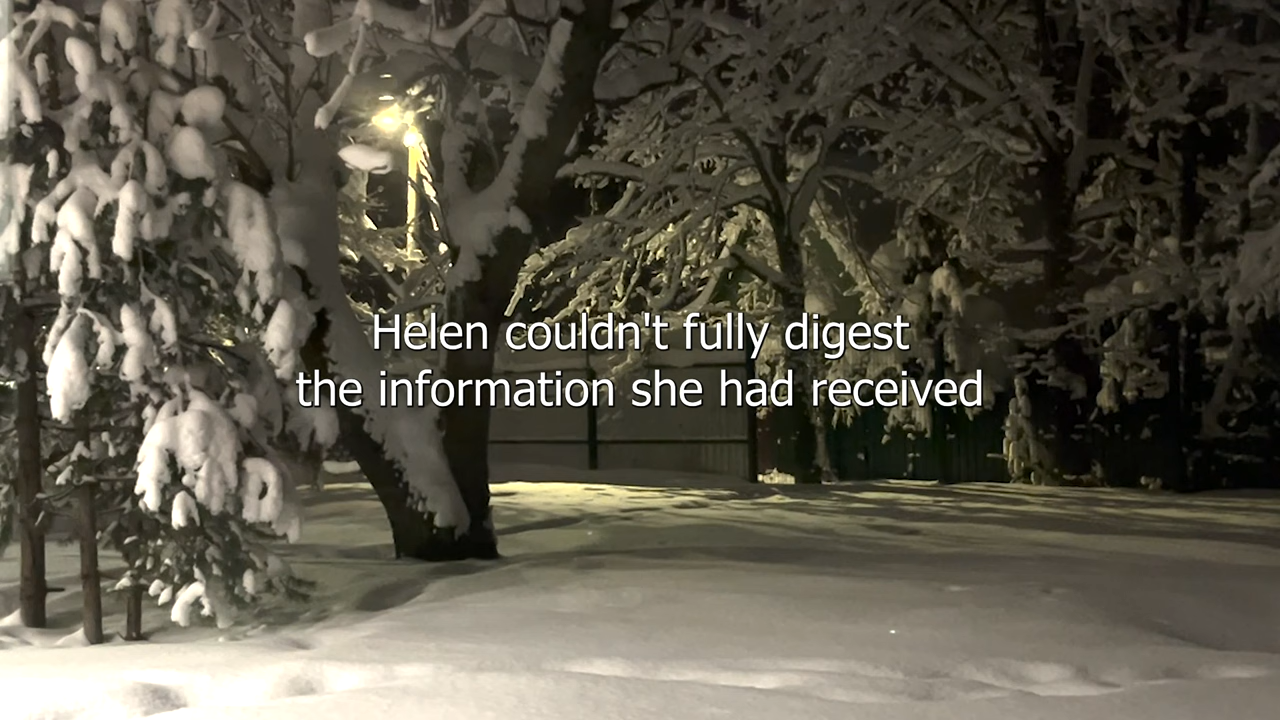 Helen couldn't fully digest
the information she had received